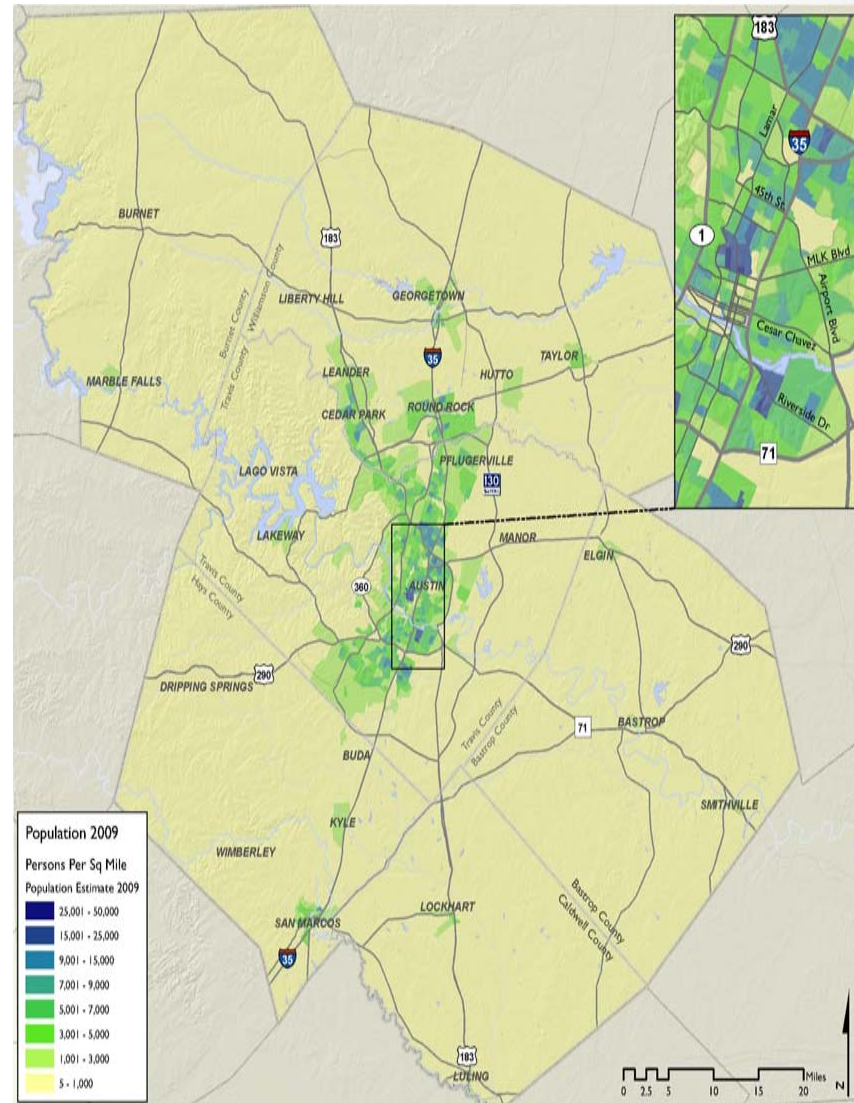 183
Lamar
35
45th St.
1
MLK Blvd
Airport Blvd
Cesar Chavez
Riverside Dr
71
BURNET
183
Burnet County
Williamson County
LIBERTY HILL
GEORGETOWN
Travis County
35
TAYLOR
LEANDER
HUTTO
MARBLE FALLS
CEDAR PARK
ROUND ROCK
LAGO VISTA
PFLUGERVILLE
130
LAKEWAY
MANOR
ELGIN
Travis County
Hays County
360
AUSTIN
290
290
DRIPPING SPRINGS
Travis County
Bastrop County
71
BASTROP
BUDA
SMITHVILLE
KYLE
WIMBERLEY
Bastrop County
Caldwell County
LOCKHART
SAN MARCOS
35
183
LULING
Population 2009
Persons Per Sq Mile
Population Estimate 2009
25,001 - 50,000
15,001 - 25,000
9,001 - 15,000
7,001 - 9,000
5,001 - 7,000
3,001 - 5,000
1,001 - 3,000
5 - 1,000
Miles
0 2.5 5 10 15 20
N